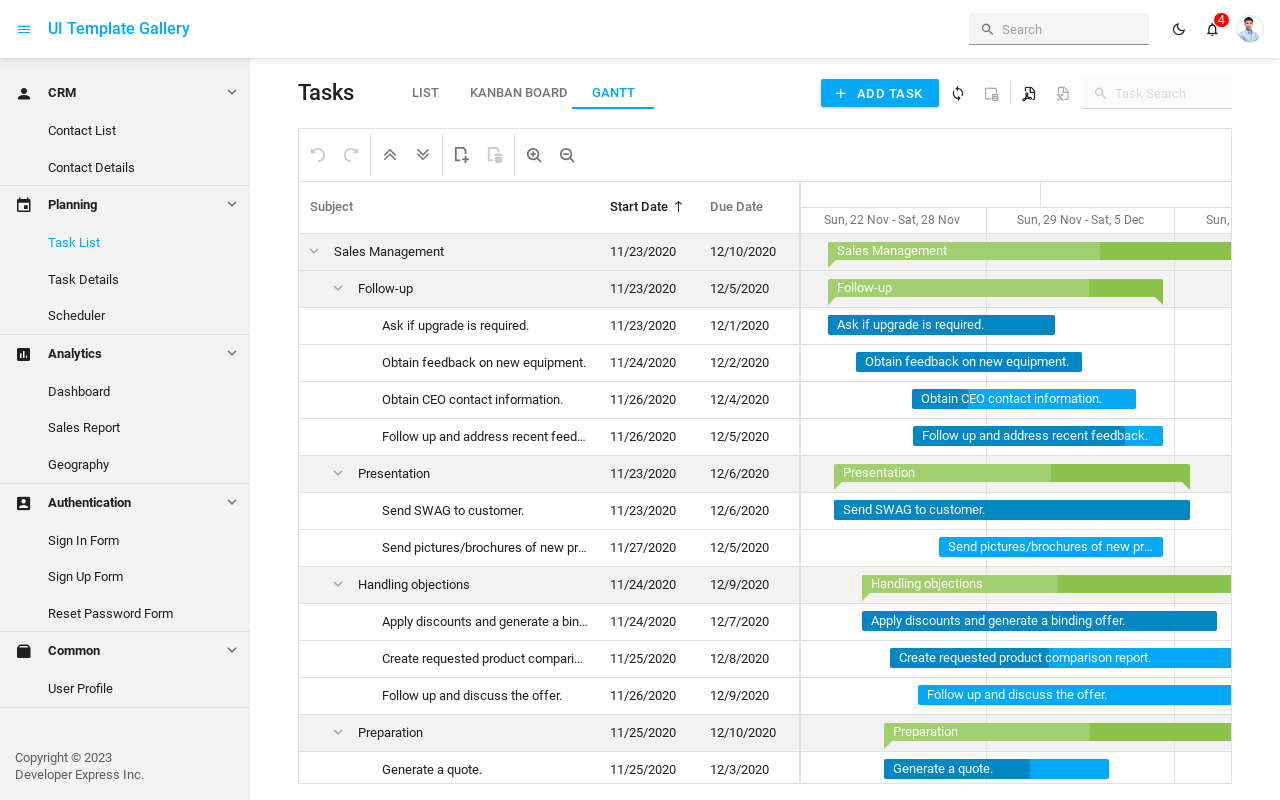 UI Template Gallery
Search
4
CRM
Contact List
Contact Details
Planning
Task List
Task Details
Scheduler
Analytics
Dashboard
Sales Report
Geography
Authentication
Sign In Form
Sign Up Form
Reset Password Form
Common
User Profile
Copyright © 2023
Developer Express Inc.
Tasks
LIST KANBAN BOARD GANTT
ADD TASK
Task Search
Subject Start Date Due Date
Sun, 22 Nov - Sat, 28 Nov Sun, 29 Nov - Sat, 5 Dec Sun,
Sales Management 11/23/2020 12/10/2020 Sales Management
Follow-up 11/23/2020 12/5/2020 Follow-up
Ask if upgrade is required. 11/23/2020 12/1/2020 Ask if upgrade is required.
Obtain feedback on new equipment. 11/24/2020 12/2/2020 Obtain feedback on new equipment.
Obtain CEO contact information. 11/26/2020 12/4/2020 Obtain CEO contact information.
Follow up and address recent feed... 11/26/2020 12/5/2020 Follow up and address recent feedback.
Presentation 11/23/2020 12/6/2020 Presentation
Send SWAG to customer. 11/23/2020 12/6/2020 Send SWAG to customer.
Send pictures/brochures of new pr... 11/27/2020 12/5/2020 Send pictures/brochures of new pr...
Handling objections 11/24/2020 12/9/2020 Handling objections
Apply discounts and generate a bin... 11/24/2020 12/7/2020 Apply discounts and generate a binding offer.
Create requested product compari... 11/25/2020 12/8/2020 Create requested product comparison report.
Follow up and discuss the offer. 11/26/2020 12/9/2020 Follow up and discuss the offer.
Preparation 11/25/2020 12/10/2020 Preparation
Generate a quote. 11/25/2020 12/3/2020 Generate a quote.